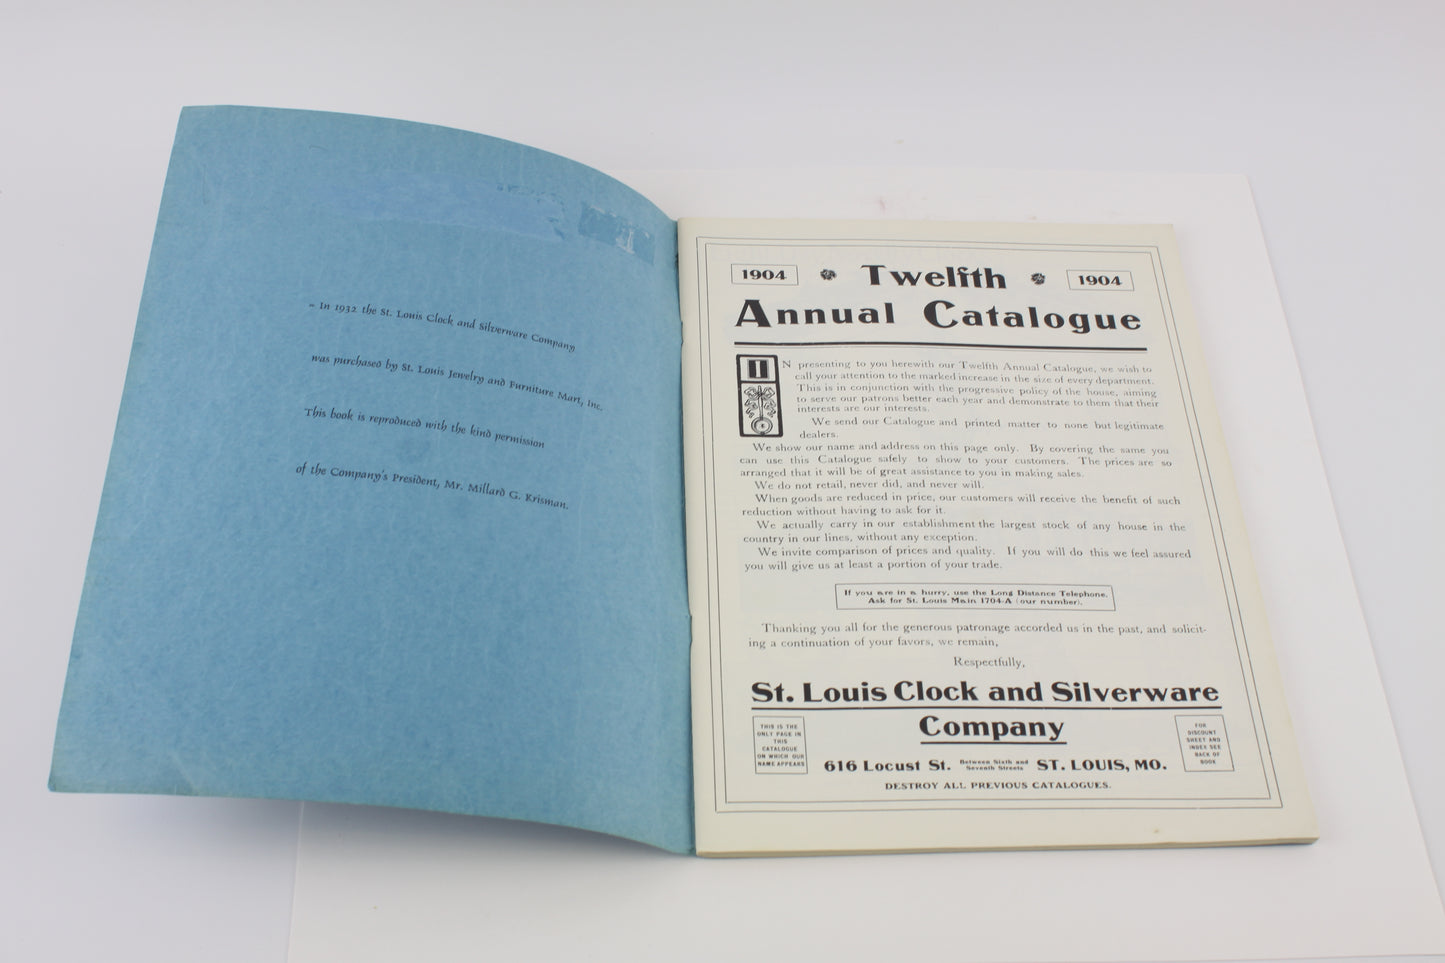 – In 1932 the St. Louis Clock and Silverware Company
was purchased by St. Louis Jewelry and Furniture Mart, Inc.
This book is reproduced with the kind permission
of the Company's President, Mr. Millard G. Krisman.
1904 Twelfth 1904
Annual Catalogue
IN presenting to you herewith our Twelfth Annual Catalogue, we wish to
call your attention to the marked increase in the size of every department.
This is in conjunction with the progressive policy of the house, aiming
to serve our patrons better each year and demonstrate to them that their
interests are our interests.
We send our Catalogue and printed matter to none but legitimate
dealers.
We show our name and address on this page only. By covering the same you
can use this Catalogue safely to show to your customers. The prices are so
arranged that it will be of great assistance to you in making sales.
We do not retail, never did, and never will.
When goods are reduced in price, our customers will receive the benefit of such
reduction without having to ask for it.
We actually carry in our establishment the largest stock of any house in the
country in our lines, without any exception.
We invite comparison of prices and quality. If you will do this we feel assured
you will give us at least a portion of your trade.
If you are in a hurry, use the Long Distance Telephone.
Ask for St. Louis Main 1704-A (our number).
Thanking you all for the generous patronage accorded us in the past, and solicit-
ing a continuation of your favors, we remain,
Respectfully,
St. Louis Clock and Silverware
Company
THIS IS THE
ONLY PAGE IN
THIS
CATALOGUE
ON WHICH OUR
NAME APPEARS
616 Locust St. Between Sixth and
Seventh Streets ST. LOUIS, MO.
FOR
DISCOUNT
SHEET AND
INDEX SEE
BACK OF
BOOK
DESTROY ALL PREVIOUS CATALOGUES.